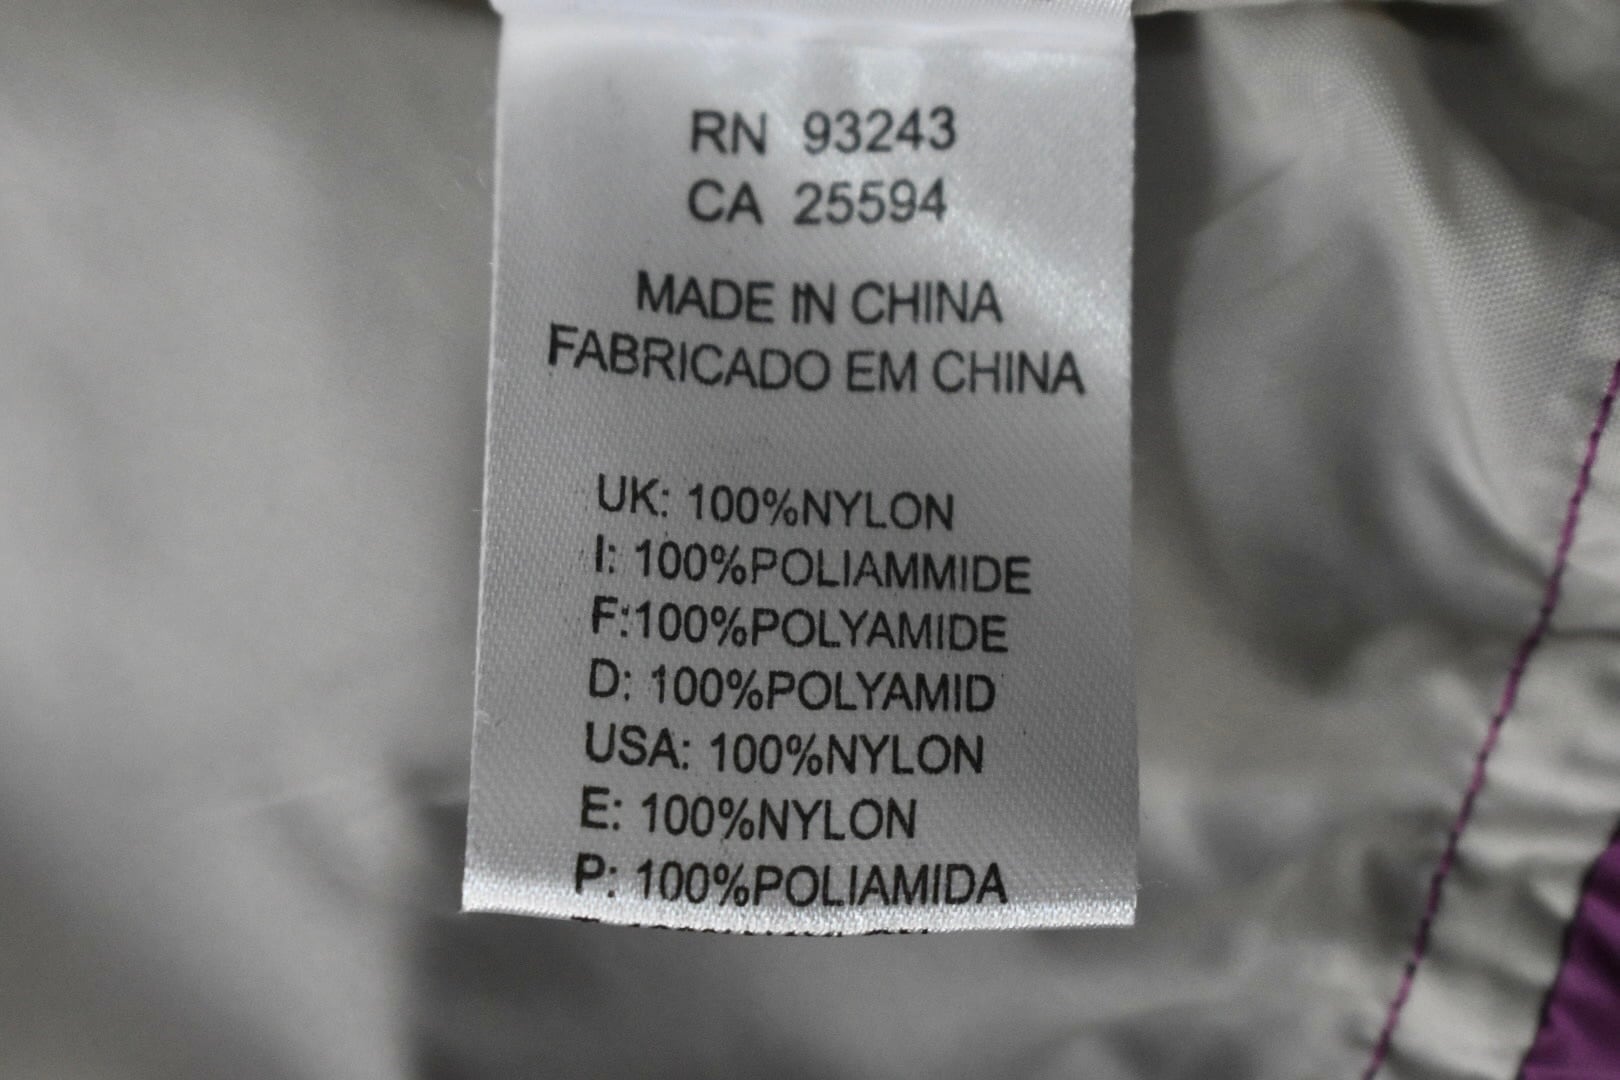 RN 93243
CA 25594
MADE IN CHINA
FABRICADO EM CHINA
UK: 100%NYLON
I: 100%POLIAMMIDE
F:100%POLYAMIDE
D: 100%POLYAMID
USA: 100%NYLON
E: 100%NYLON
P: 100%POLIAMIDA